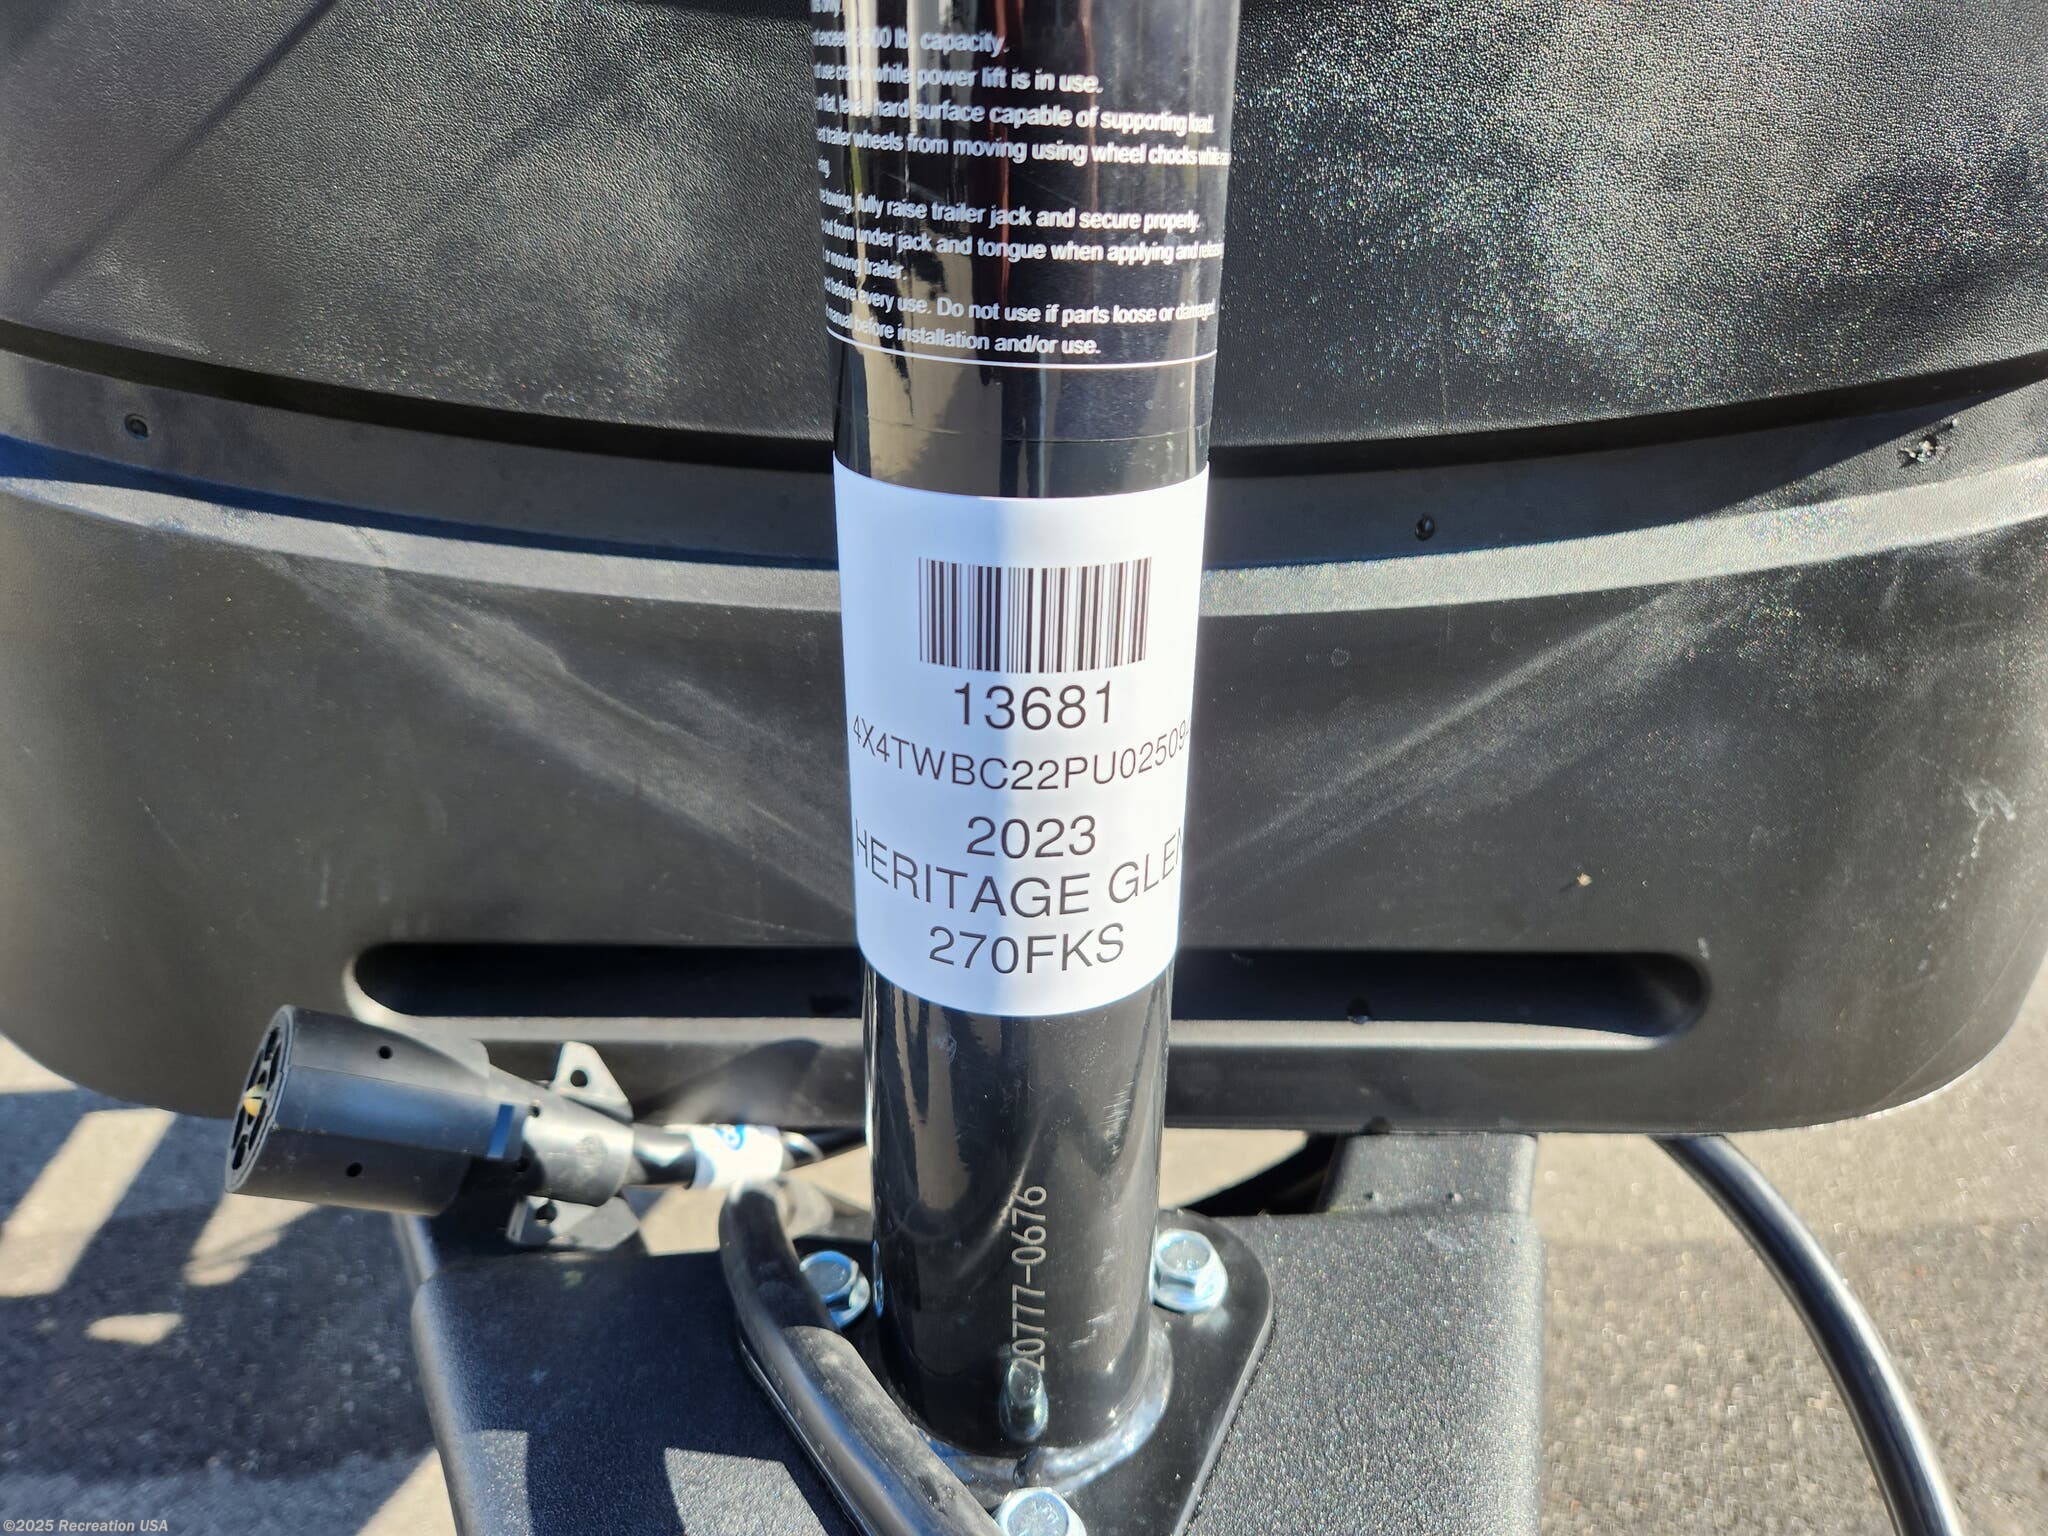 capacity.
while power lift is in use.
hard surface capable of supporting load.
wheels from moving using wheel chocks while
towing, fully raise trailer jack and secure properly.
out from under jack and tongue when applying and
or moving trailer.
before every use. Do not use if parts loose or damaged.
manual before installation and/or use.
13681
4X4TWBC22PU02509
2023
HERITAGE GLEN
270FKS
20777-0676
©2025 Recreation USA